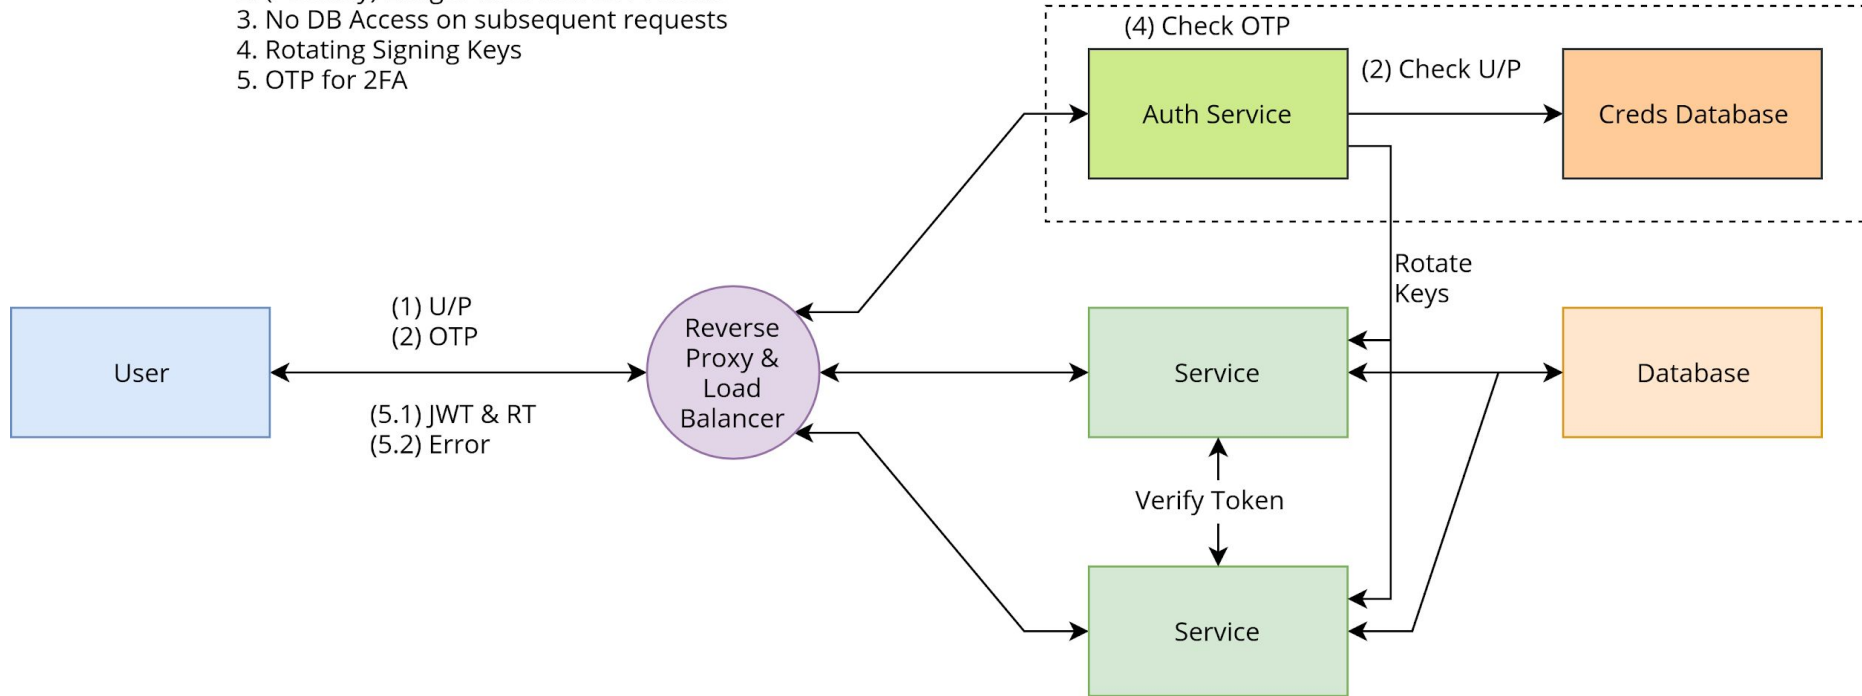 3. No DB Access on subsequent requests
4. Rotating Signing Keys
5. OTP for 2FA
(4) Check OTP
(2) Check U/P
Auth Service
Creds Database
Rotate
Keys
(1) U/P
(2) OTP
User
(5.1) JWT & RT
(5.2) Error
Reverse
Proxy &
Load
Balancer
Service
Database
Verify Token
Service